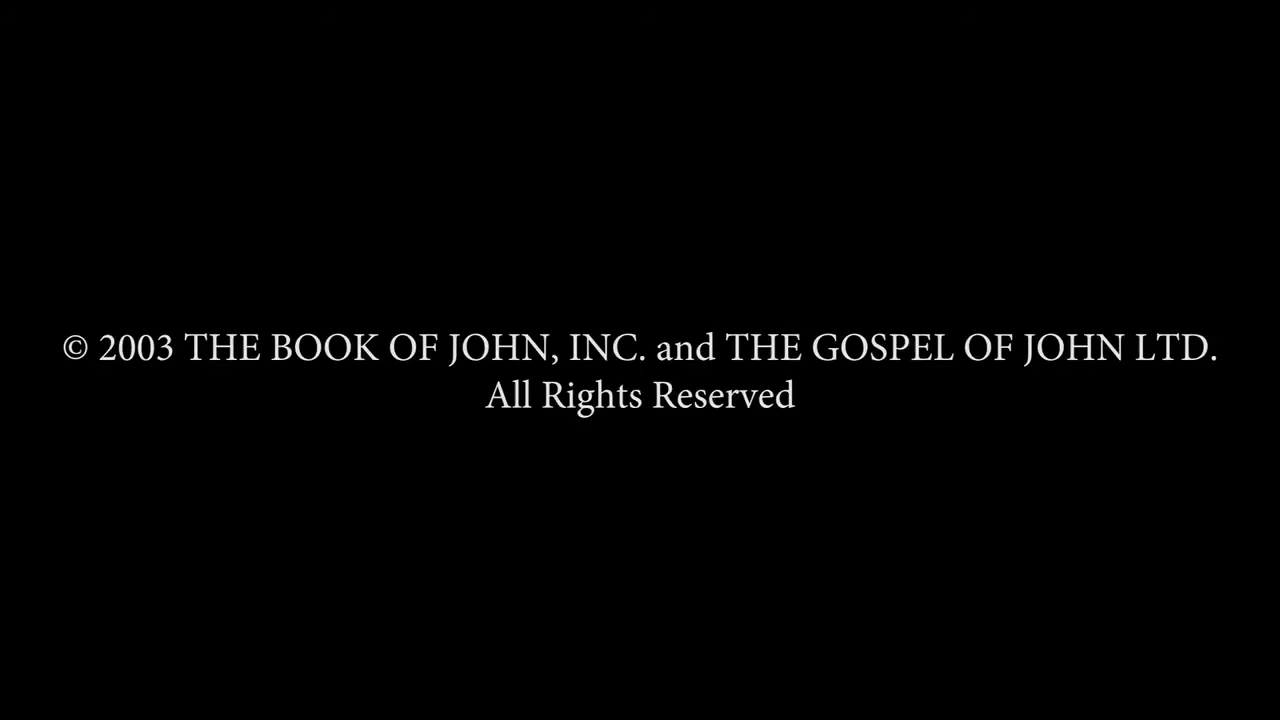 © 2003 THE BOOK OF JOHN, INC. and THE GOSPEL OF JOHN LTD.
All Rights Reserved